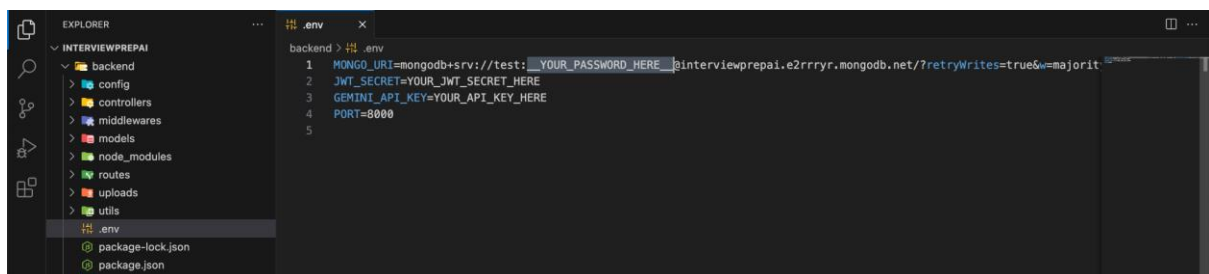 EXPLORER
INTERVIEWPREPAI
backend
config
controllers
middlewares
models
node_modules
routes
uploads
utils
.env
package-lock.json
package.json
.env
backend > .env
1 MONGO_URI=mongodb+srv://test:__YOUR_PASSWORD_HERE__@interviewprepai.e2rrryr.mongodb.net/?retryWrites=true&w=majorit
2 JWT_SECRET=YOUR_JWT_SECRET_HERE
3 GEMINI_API_KEY=YOUR_API_KEY_HERE
4 PORT=8000
5